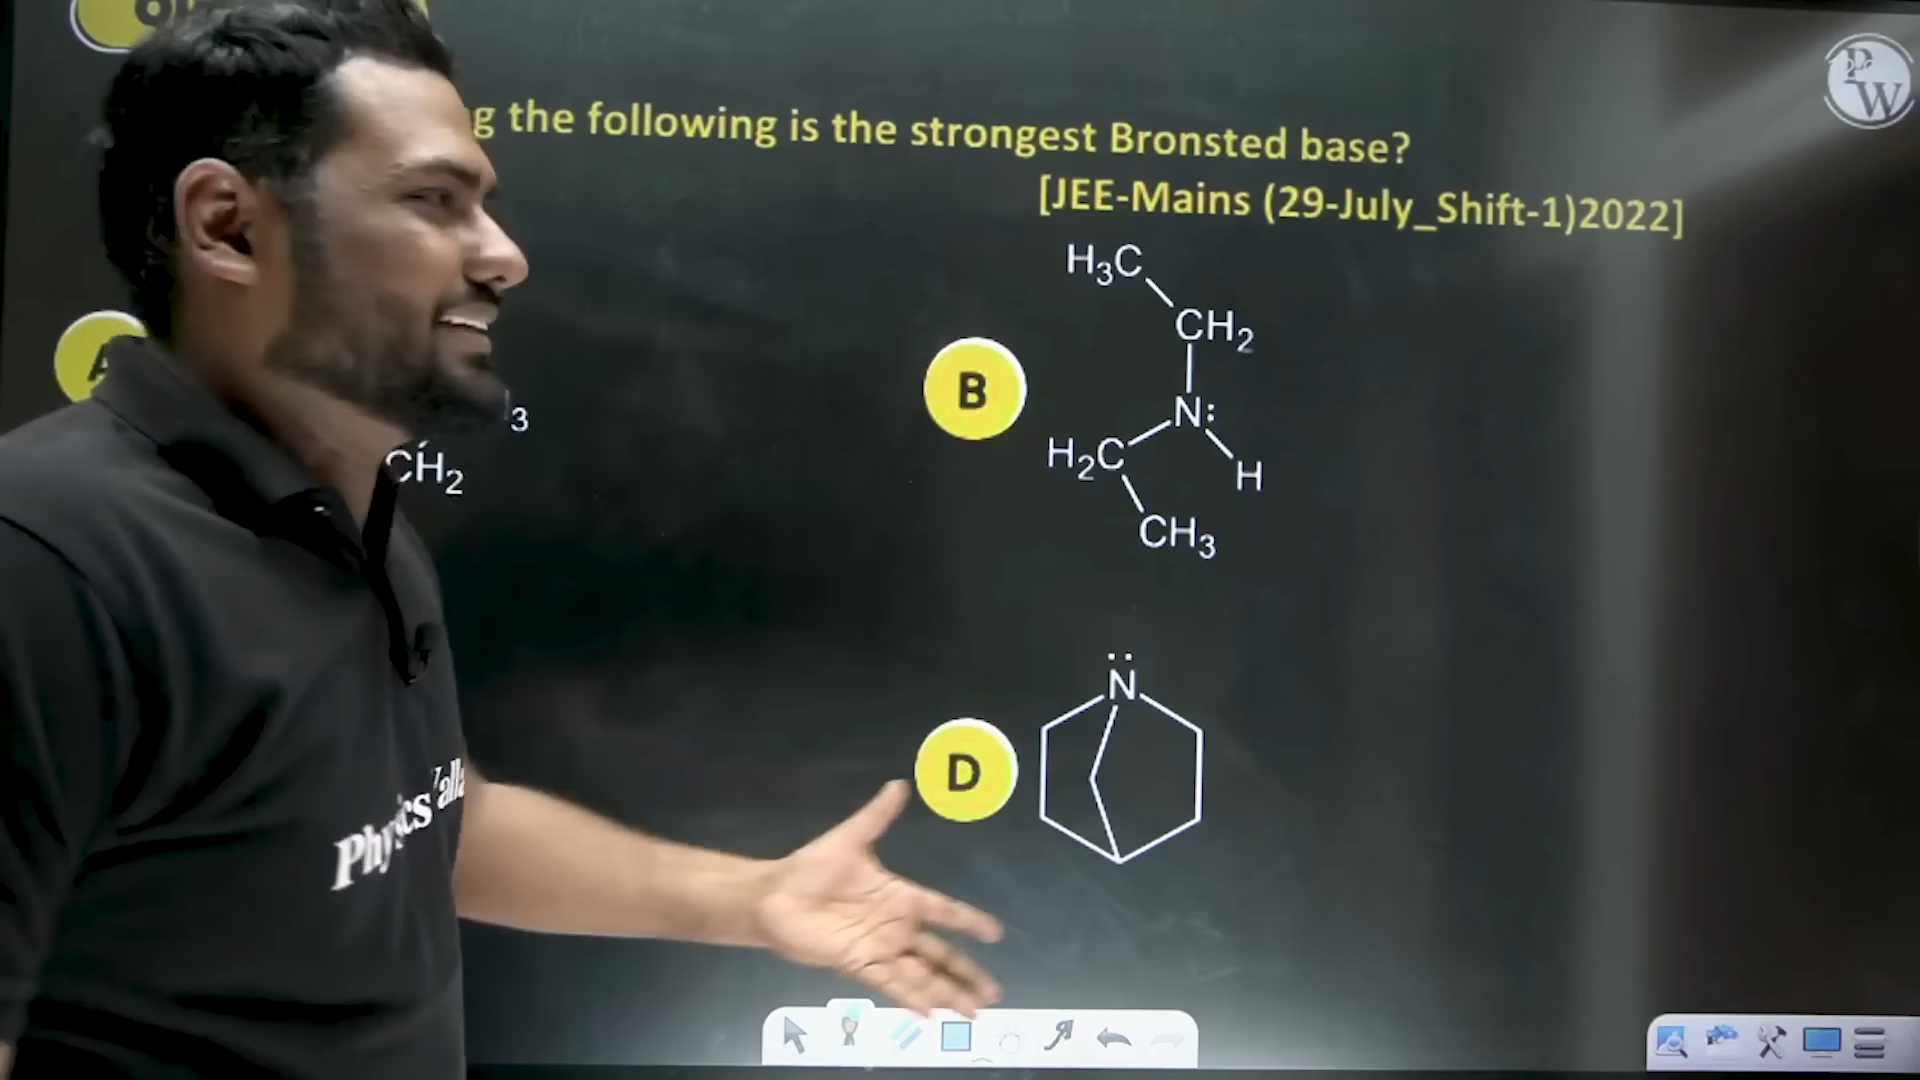 g the following is the strongest Bronsted base?
[JEE-Mains (29-July_Shift-1)2022]
PW
A
3
CH2
B
H3C
CH2
N:
H2C
H
CH3
D
N
Physics Walla